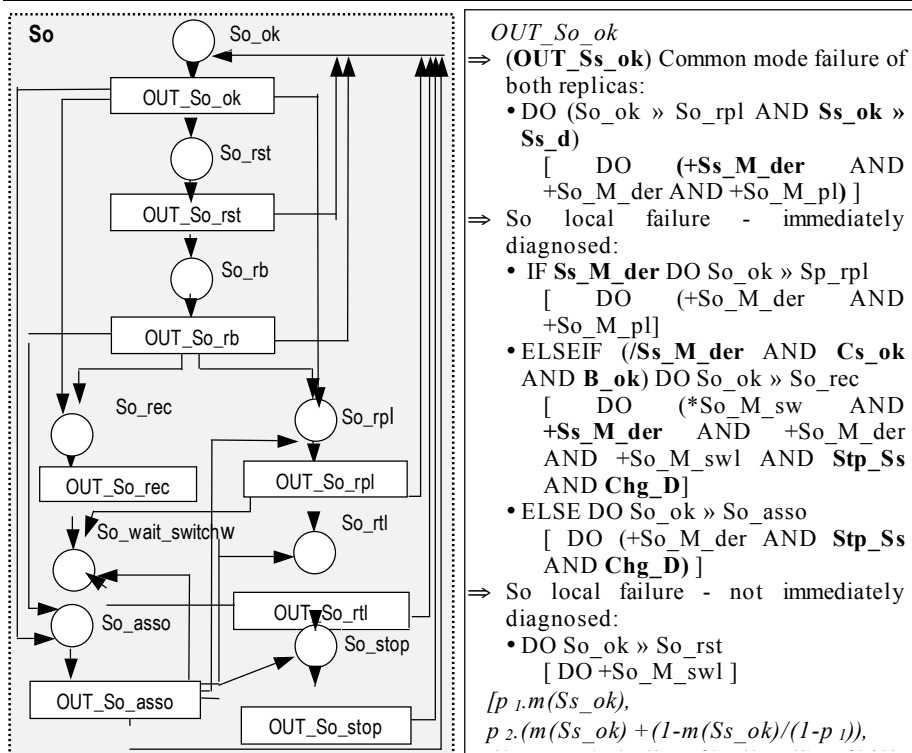 So
So_ok
OUT_So_ok
So_rst
OUT_So_rst
So_rb
OUT_So_rb
So_rec
So_rpl
OUT_So_rec
OUT_So_rpl
So_wait_switchw
So_rtl
So_asso
OUT_So_rtl
So_stop
OUT_So_asso
OUT_So_stop
OUT_So_ok
⇒ (OUT_Ss_ok) Common mode failure of
both replicas:
• DO (So_ok » So_rpl AND Ss_ok »
Ss_d)
[ DO (+Ss_M_der AND
+So_M_der AND +So_M_pl) ]
⇒ So local failure - immediately
diagnosed:
• IF Ss_M_der DO So_ok » Sp_rpl
[ DO (+So_M_der AND
+So_M_pl]
• ELSEIF (/Ss_M_der AND Cs_ok
AND B_ok) DO So_ok » So_rec
[ DO (*So_M_sw AND
+Ss_M_der AND +So_M_der
AND +So_M_swl AND Stp_Ss
AND Chg_D]
• ELSE DO So_ok » So_asso
[ DO (+So_M_der AND Stp_Ss
AND Chg_D) ]
⇒ So local failure - not immediately
diagnosed:
• DO So_ok » So_rst
[ DO +So_M_swl ]
[p 1.m(Ss_ok),
p 2.(m(Ss_ok) +(1-m(Ss_ok)/(1-p 1)),